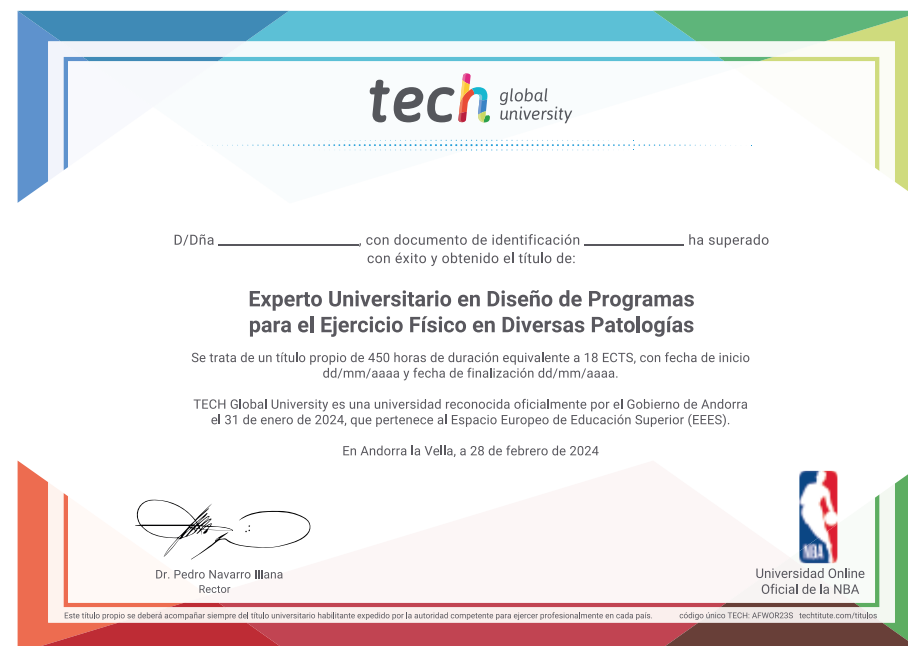 tech global university
D/Dña ____________________, con documento de identificación ______________ ha superado
con éxito y obtenido el título de:
Experto Universitario en Diseño de Programas
para el Ejercicio Físico en Diversas Patologías
Se trata de un título propio de 450 horas de duración equivalente a 18 ECTS, con fecha de inicio
dd/mm/aaaa y fecha de finalización dd/mm/aaaa.
TECH Global University es una universidad reconocida oficialmente por el Gobierno de Andorra
el 31 de enero de 2024, que pertenece al Espacio Europeo de Educación Superior (EEES).
En Andorra la Vella, a 28 de febrero de 2024
NBA
Dr. Pedro Navarro Illana
Rector
Universidad Online
Oficial de la NBA
Este título propio se deberá acompañar siempre del título universitario habilitante expedido por la autoridad competente para ejercer profesionalmente en cada país.
código único TECH: AFWOR23S techtitute.com/titulos